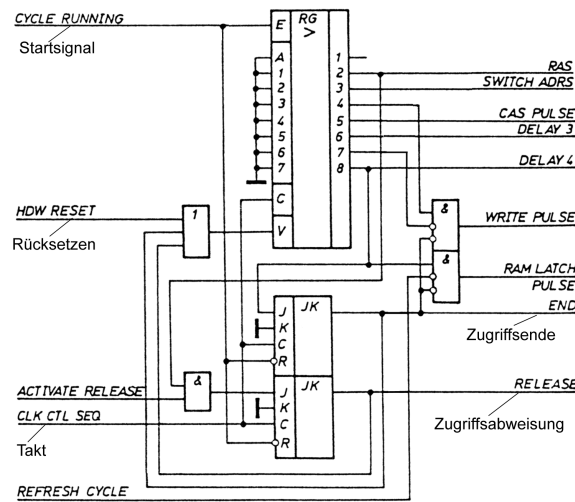 CYCLE RUNNING
Startsignal
E
RG
>
A
1
2
3
4
5
6
7
C
V
1
2
3
4
5
6
7
8
RAS
SWITCH ADRS
CAS PULSE
DELAY 3
DELAY 4
HDW RESET
Rücksetzen
1
&
WRITE PULSE
&
RAM LATCH
PULSE
END
Zugriffsende
J
K
C
R
JK
J
K
C
R
JK
ACTIVATE RELEASE
&
CLK CTL SEQ
Takt
RELEASE
Zugriffsabweisung
REFRESH CYCLE